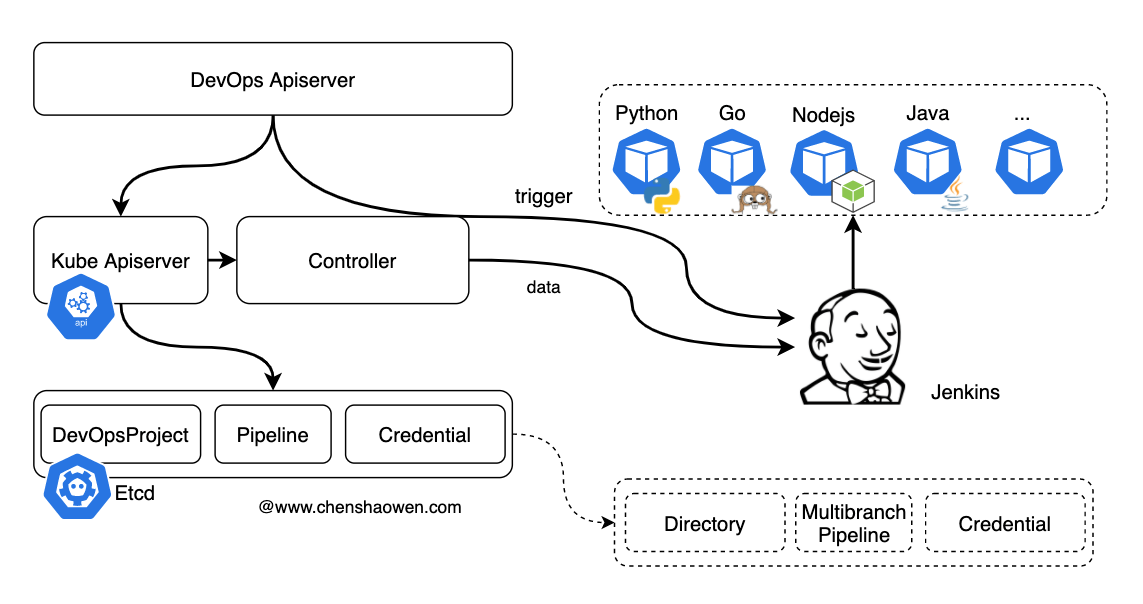 DevOps Apiserver
Python
Go
Nodejs
Java
...
trigger
Kube Apiserver
Controller
data
api
Jenkins
DevOpsProject
Pipeline
Credential
Etcd
@www.chenshaowen.com
Directory
Multibranch
Pipeline
Credential